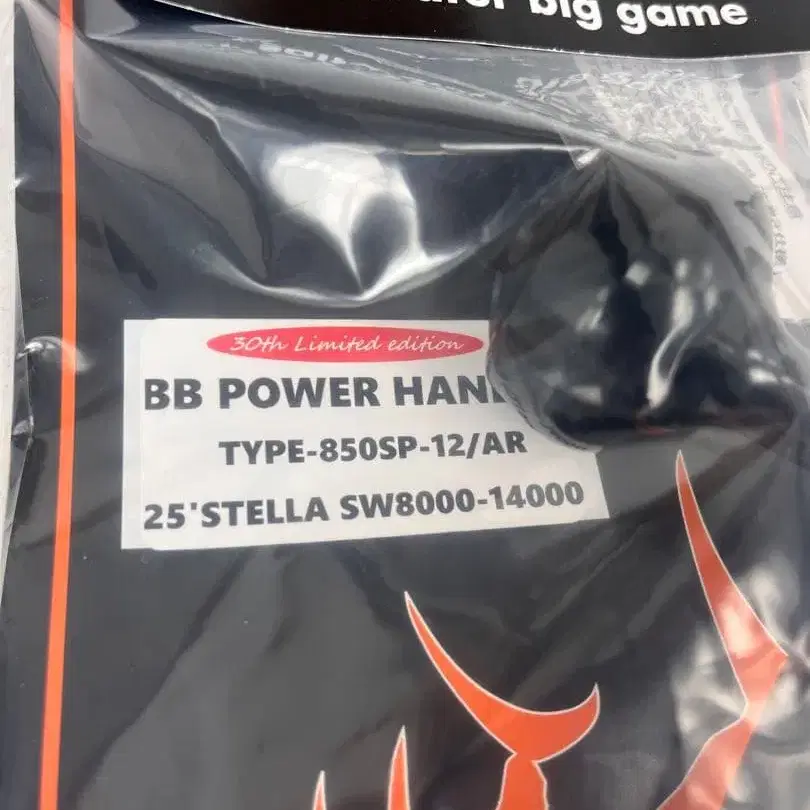 big game
30th Limited edition
BB POWER HAN
TYPE-850SP-12/AR
25'STELLA SW8000-14000